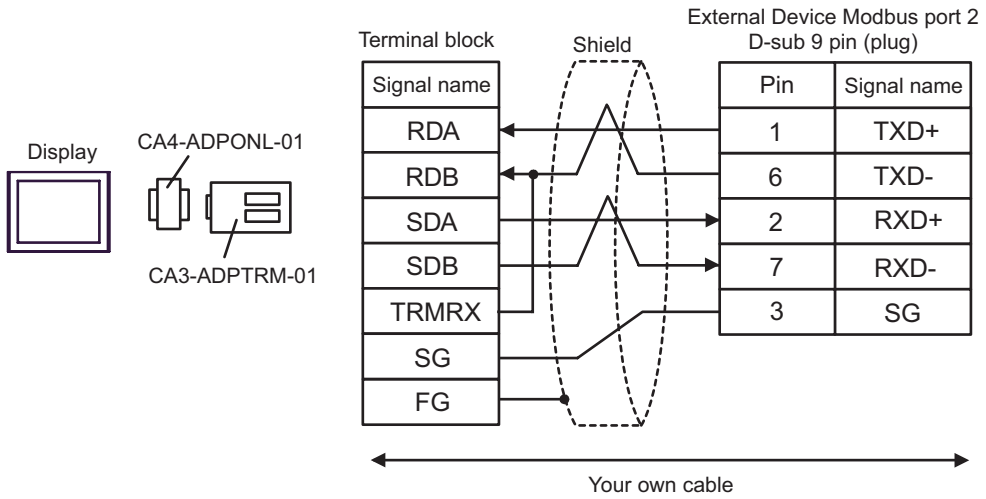 External Device Modbus port 2
D-sub 9 pin (plug)
Terminal block
Shield
Signal name
Pin Signal name
RDA
1 TXD+
RDB
6 TXD-
SDA
2 RXD+
SDB
7 RXD-
TRMRX
3 SG
SG
FG
Display
CA4-ADPONL-01
CA3-ADPTRM-01
Your own cable